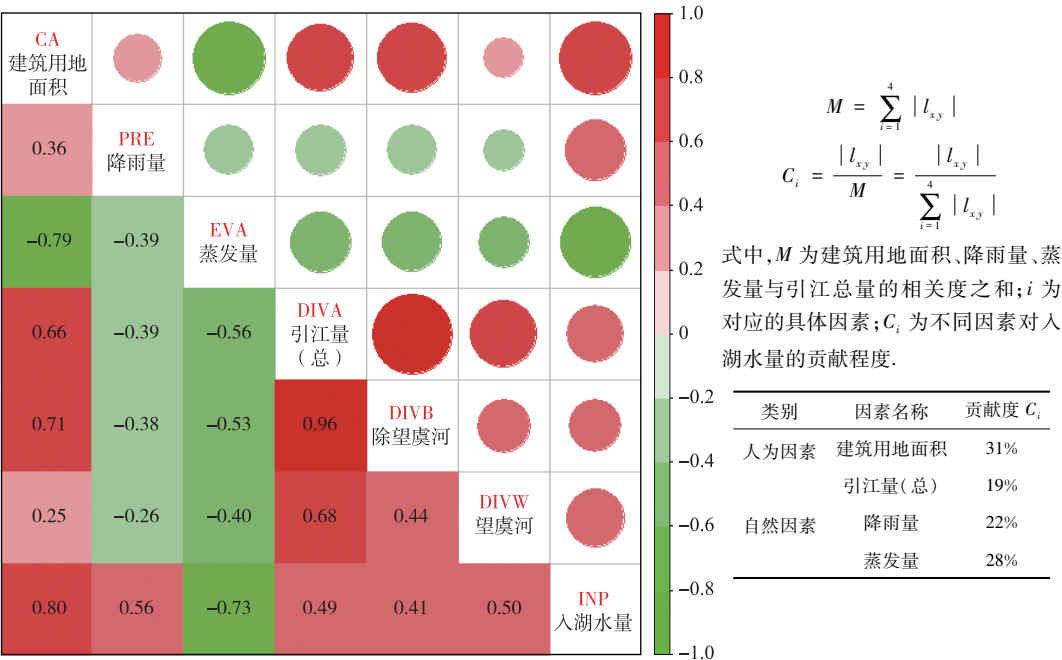 CA
建筑用地
面积
0.36
PRE
降雨量
−0.79
−0.39
EVA
蒸发量
0.66
−0.39
−0.56
DIVA
引江量
（总）
0.71
−0.38
−0.53
0.96
DIVB
除望虞河
0.25
−0.26
−0.40
0.68
0.44
DIVW
望虞河
0.80
0.56
−0.73
0.49
0.41
0.50
INP
入湖水量
1.0
0.8
0.6
0.4
0.2
0
−0.2
−0.4
−0.6
−0.8
−1.0
M = ∑_{i=1}^{4} |l_{x,y}|
C_i = |l_{x,y}| / M = |l_{x,y}| / ∑_{i=1}^{4} |l_{x,y}|
式中,M 为建筑用地面积、降雨量、蒸
发量与引江总量的相关度之和;i 为
对应的具体因素;C_i 为不同因素对入
湖水量的贡献程度.
类别 因素名称 贡献度 C_i
人为因素 建筑用地面积 31%
引江量(总) 19%
自然因素 降雨量 22%
蒸发量 28%